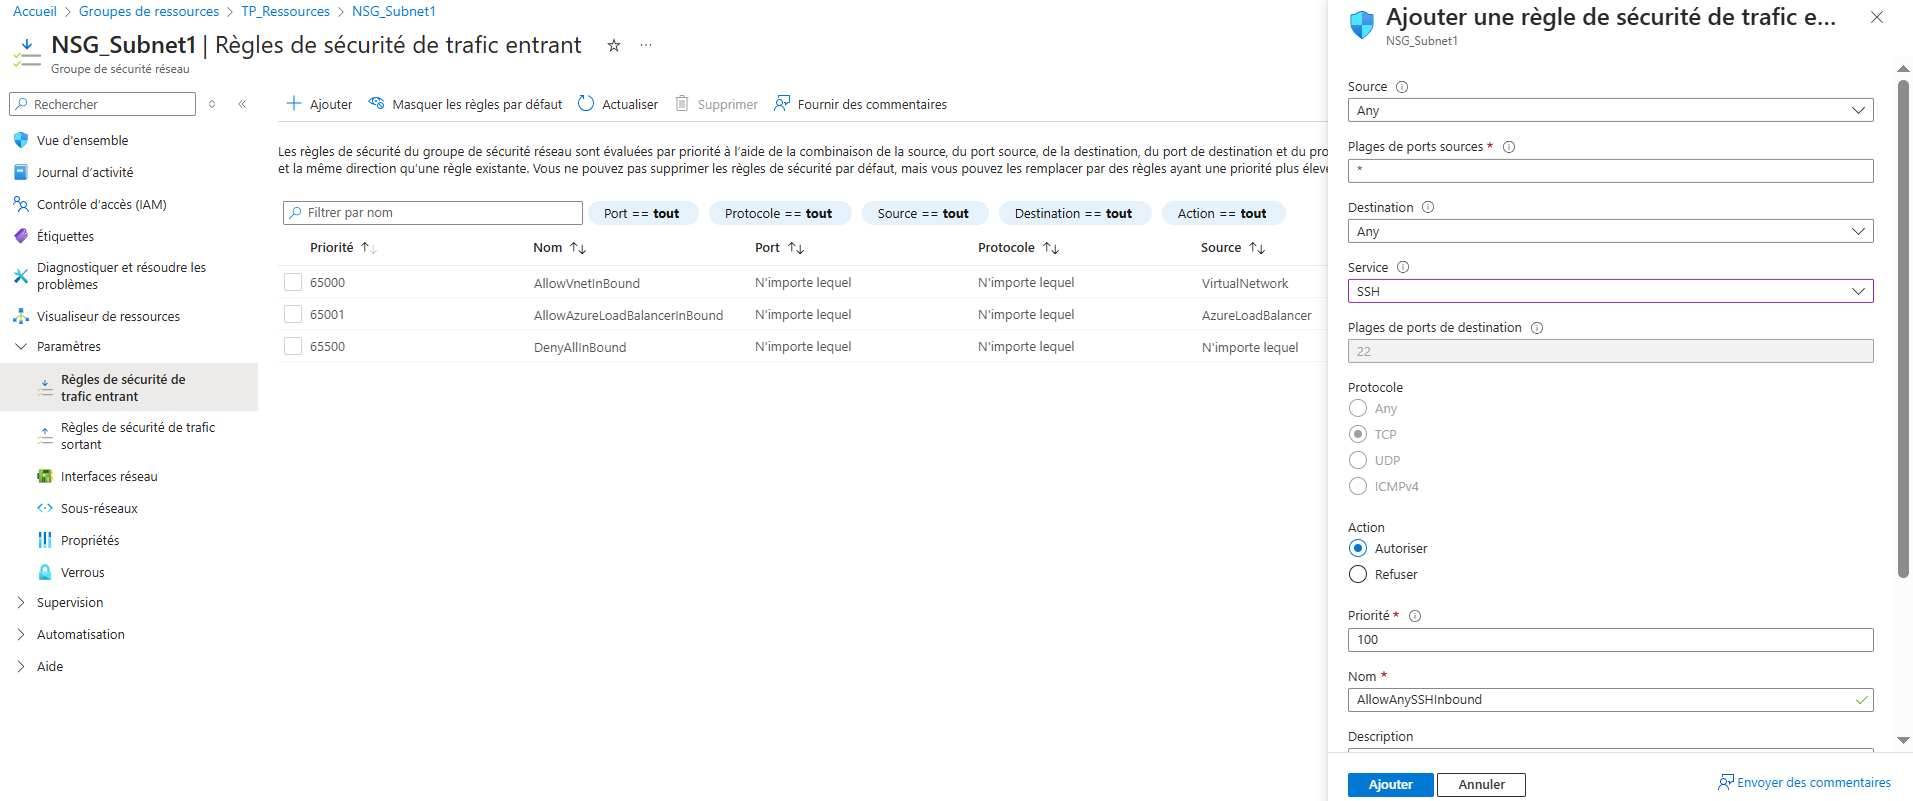 Accueil > Groupes de ressources > TP_Ressources > NSG_Subnet1
NSG_Subnet1 | Règles de sécurité de trafic entrant
Groupe de sécurité réseau
Rechercher
Vue d'ensemble
Journal d'activité
Contrôle d'accès (IAM)
Étiquettes
Diagnostiquer et résoudre les
problèmes
Visualiseur de ressources
Paramètres
Règles de sécurité de
trafic entrant
Règles de sécurité de trafic
sortant
Interfaces réseau
Sous-réseaux
Propriétés
Verrous
Supervision
Automatisation
Aide
Ajouter Masquer les règles par défaut Actualiser Supprimer Fournir des commentaires
Les règles de sécurité du groupe de sécurité réseau sont évaluées par priorité à l'aide de la combinaison de la source, du port source, de la destination, du port de destination et du pro
et la même direction qu'une règle existante. Vous ne pouvez pas supprimer les règles de sécurité par défaut, mais vous pouvez les remplacer par des règles ayant une priorité plus éleve
Filtrer par nom Port == tout Protocole == tout Source == tout Destination == tout Action == tout
Priorité Nom Port Protocole Source
65000 AllowVnetInBound N'importe lequel N'importe lequel VirtualNetwork
65001 AllowAzureLoadBalancerInBound N'importe lequel N'importe lequel AzureLoadBalancer
65500 DenyAllInBound N'importe lequel N'importe lequel N'importe lequel
Ajouter une règle de sécurité de trafic e...
NSG_Subnet1
Source
Any
Plages de ports sources *
*
Destination
Any
Service
SSH
Plages de ports de destination
22
Protocole
Any
TCP
UDP
ICMPv4
Action
Autoriser
Refuser
Priorité *
100
Nom *
AllowAnySSHInbound
Description
Ajouter Annuler Envoyer des commentaires